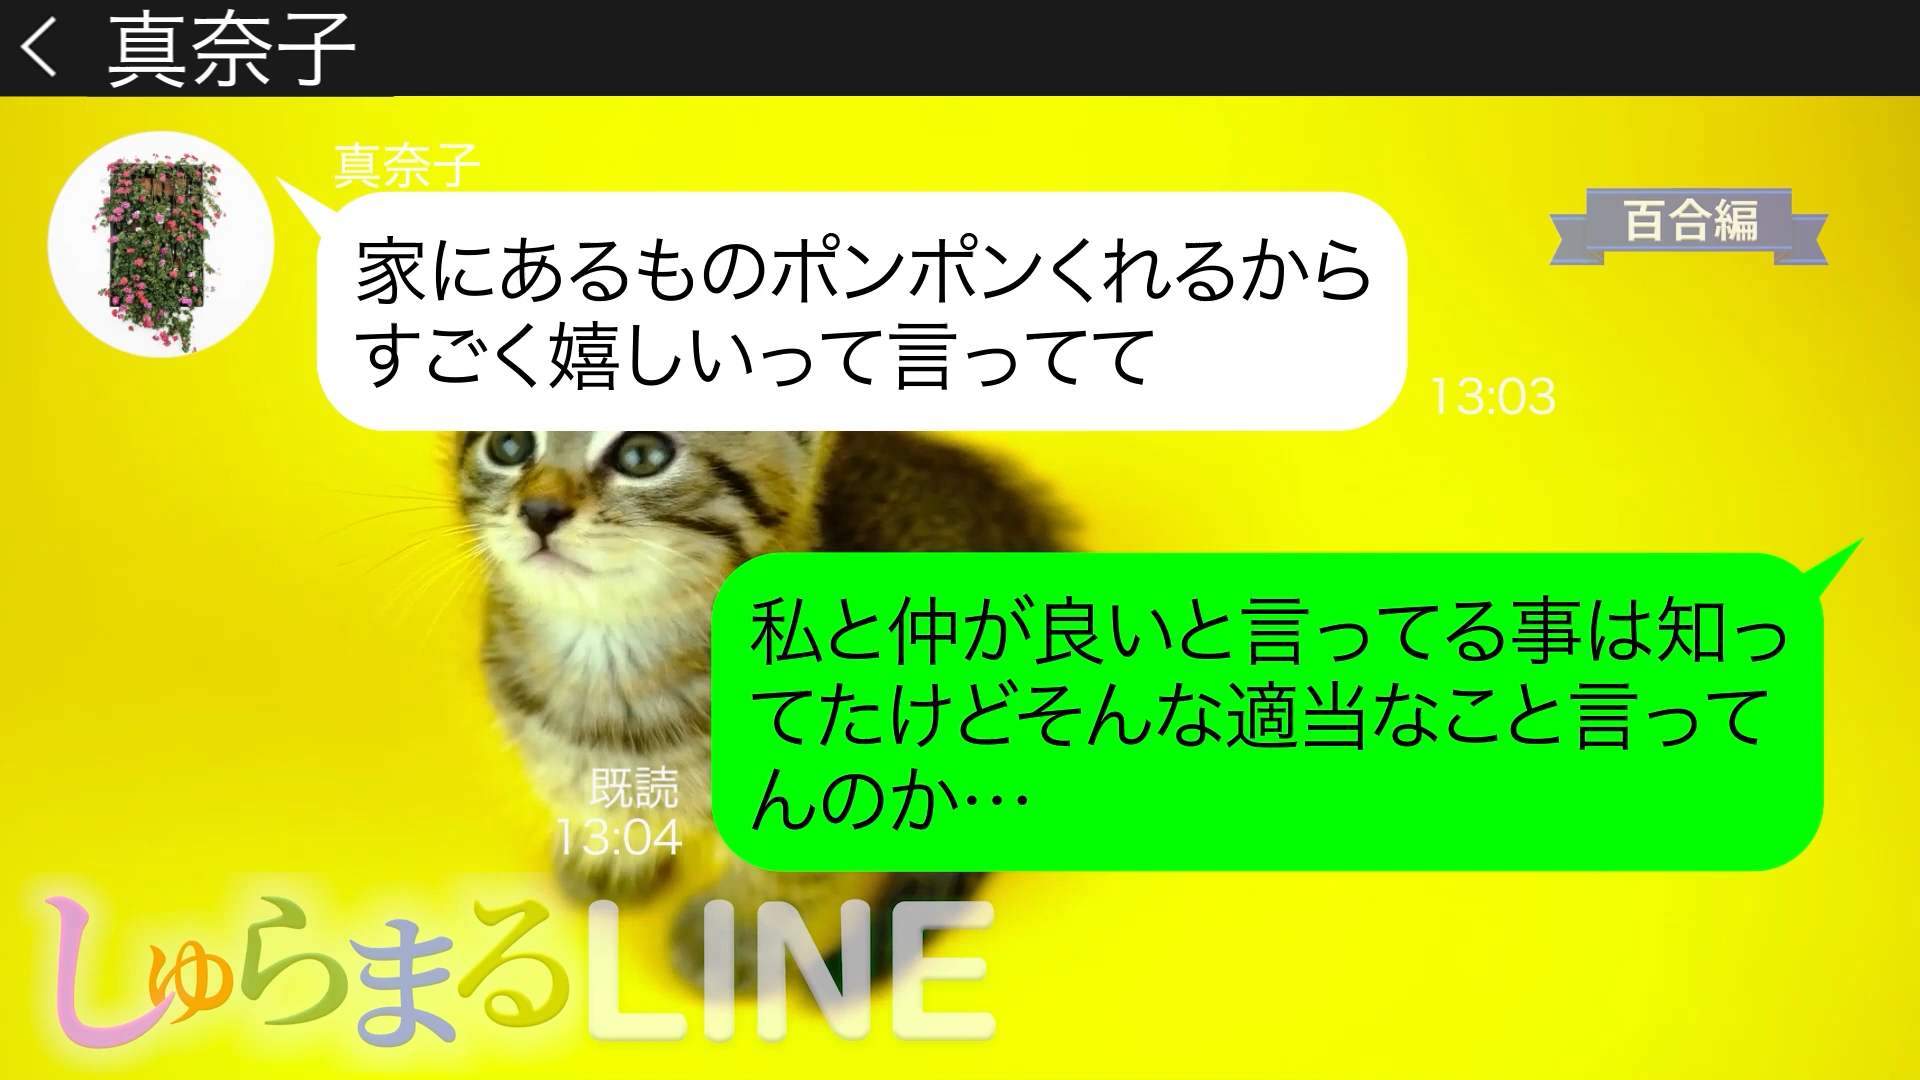 真奈子
真奈子
百合編
家にあるものポンポンくれるから
すごく嬉しいって言ってて
13:03
私と仲が良いと言ってる事は知っ
てたけどそんな適当なこと言って
んのか…
既読
13:04
しゅらまるLINE